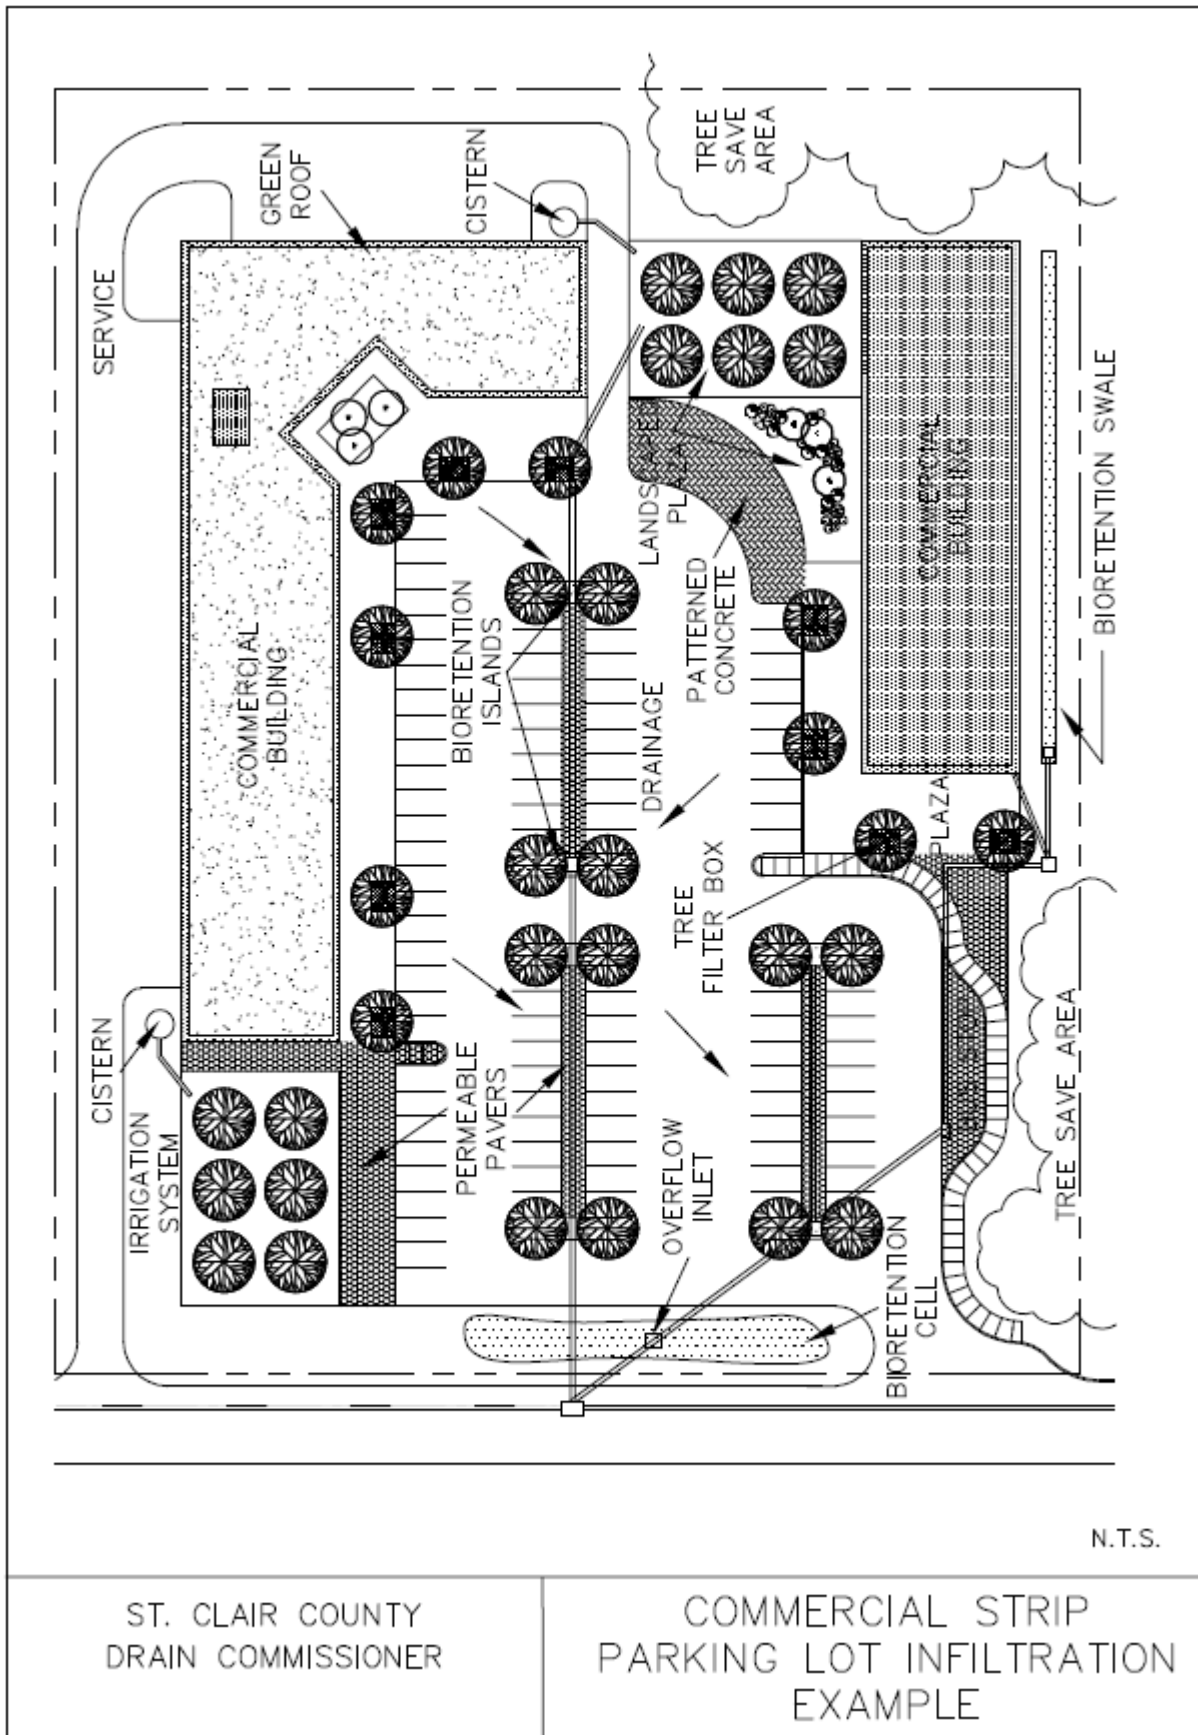 TREE
SAVE
AREA
GREEN
ROOF
CISTERN
SERVICE
LANDSCAPED
PLAZA
COMMERCIAL
BUILDING
BIORETENTION SWALE
COMMERCIAL
BUILDING
BIORETENTION
ISLANDS
PATTERNED
CONCRETE
DRAINAGE
PLAZA
TREE
FILTER BOX
CISTERN
IRRIGATION
SYSTEM
PERMEABLE
PAVERS
OVERFLOW
INLET
TREE SAVE AREA
BIORETENTION
CELL
N.T.S.
ST. CLAIR COUNTY
DRAIN COMMISSIONER
COMMERCIAL STRIP
PARKING LOT INFILTRATION
EXAMPLE